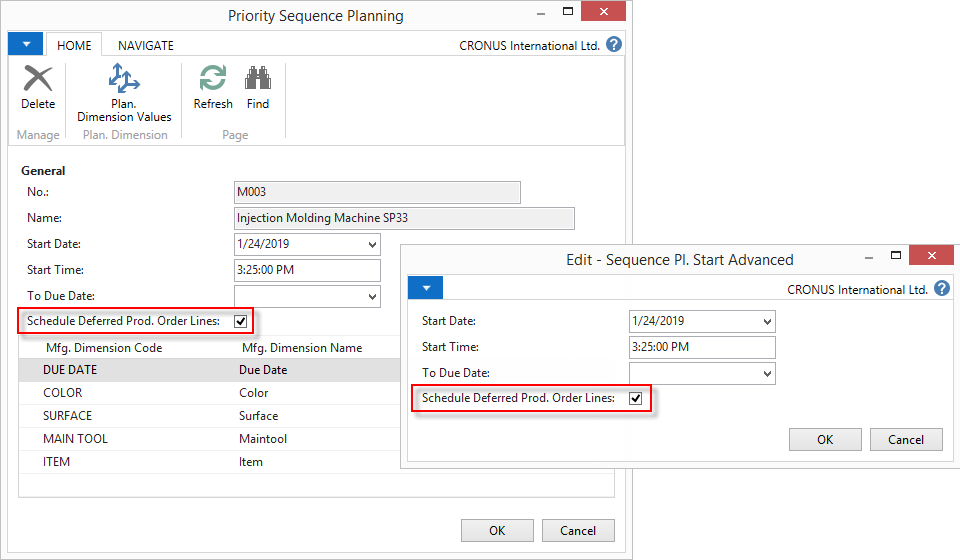 Priority Sequence Planning
HOME NAVIGATE CRONUS International Ltd. ?
Delete Plan. Dimension Values Refresh Find
Manage Plan. Dimension Page
General
No.: M003
Name: Injection Molding Machine SP33
Start Date: 1/24/2019
Start Time: 3:25:00 PM
To Due Date:
Schedule Deferred Prod. Order Lines:
Mfg. Dimension Code Mfg. Dimension Name
DUE DATE Due Date
COLOR Color
SURFACE Surface
MAIN TOOL Maintool
ITEM Item
OK Cancel
Edit - Sequence Pl. Start Advanced
CRONUS International Ltd. ?
Start Date: 1/24/2019
Start Time: 3:25:00 PM
To Due Date:
Schedule Deferred Prod. Order Lines:
OK Cancel